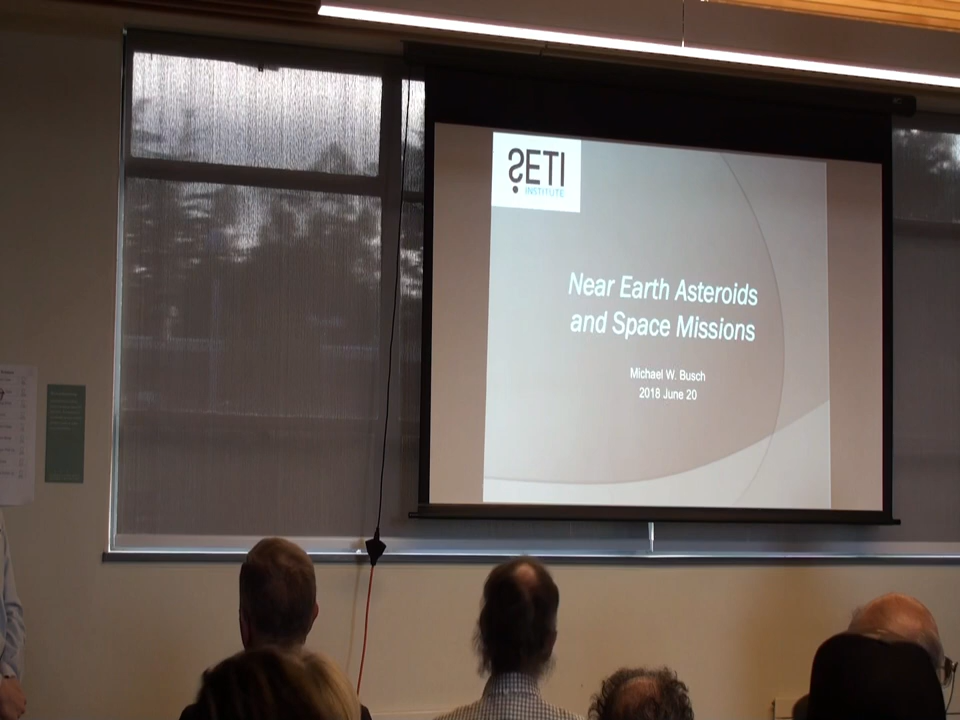 SETI
INSTITUTE
Near Earth Asteroids
and Space Missions
Michael W. Busch
2018 June 20